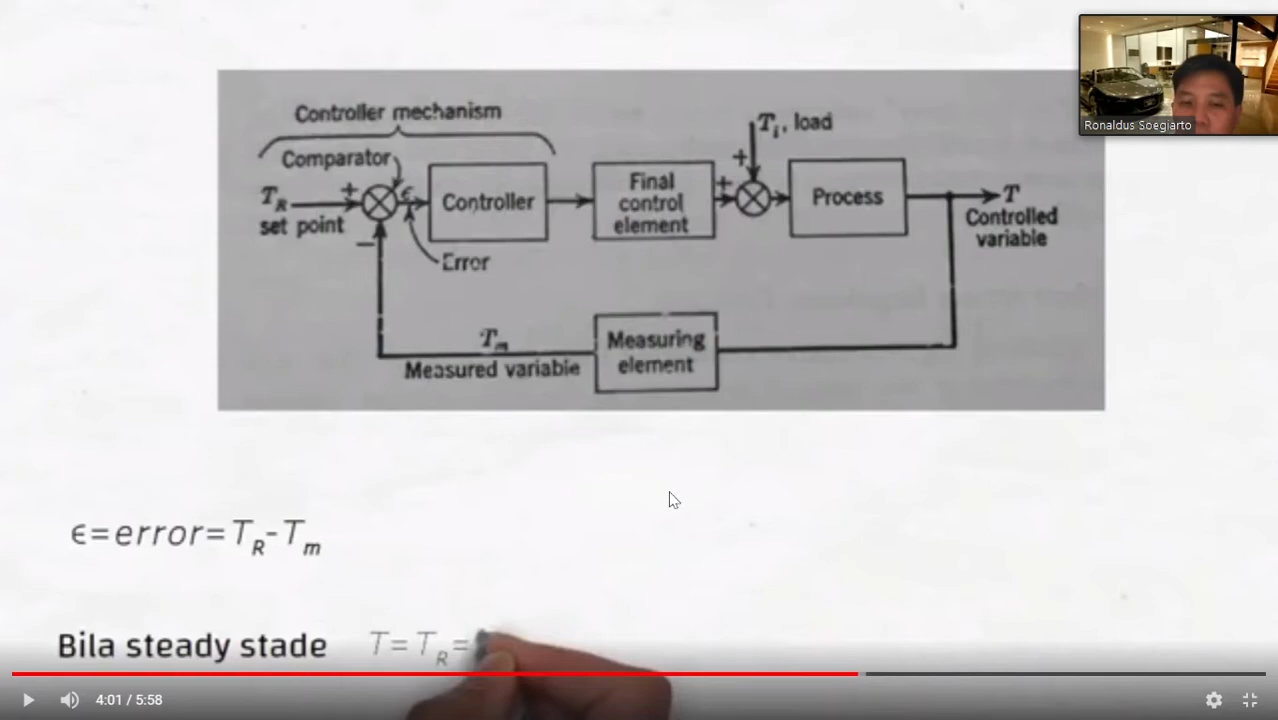 Ronaldus Soegiarto
Controller mechanism
Comparator
T_R
set point
+
−
ϵ
Error
Controller
Final
control
element
+
+
T_i, load
Process
T
Controlled
variable
T_m
Measured variable
Measuring
element
ϵ=error=T_R-T_m
Bila steady stade T=T_R=
4:01 / 5:58